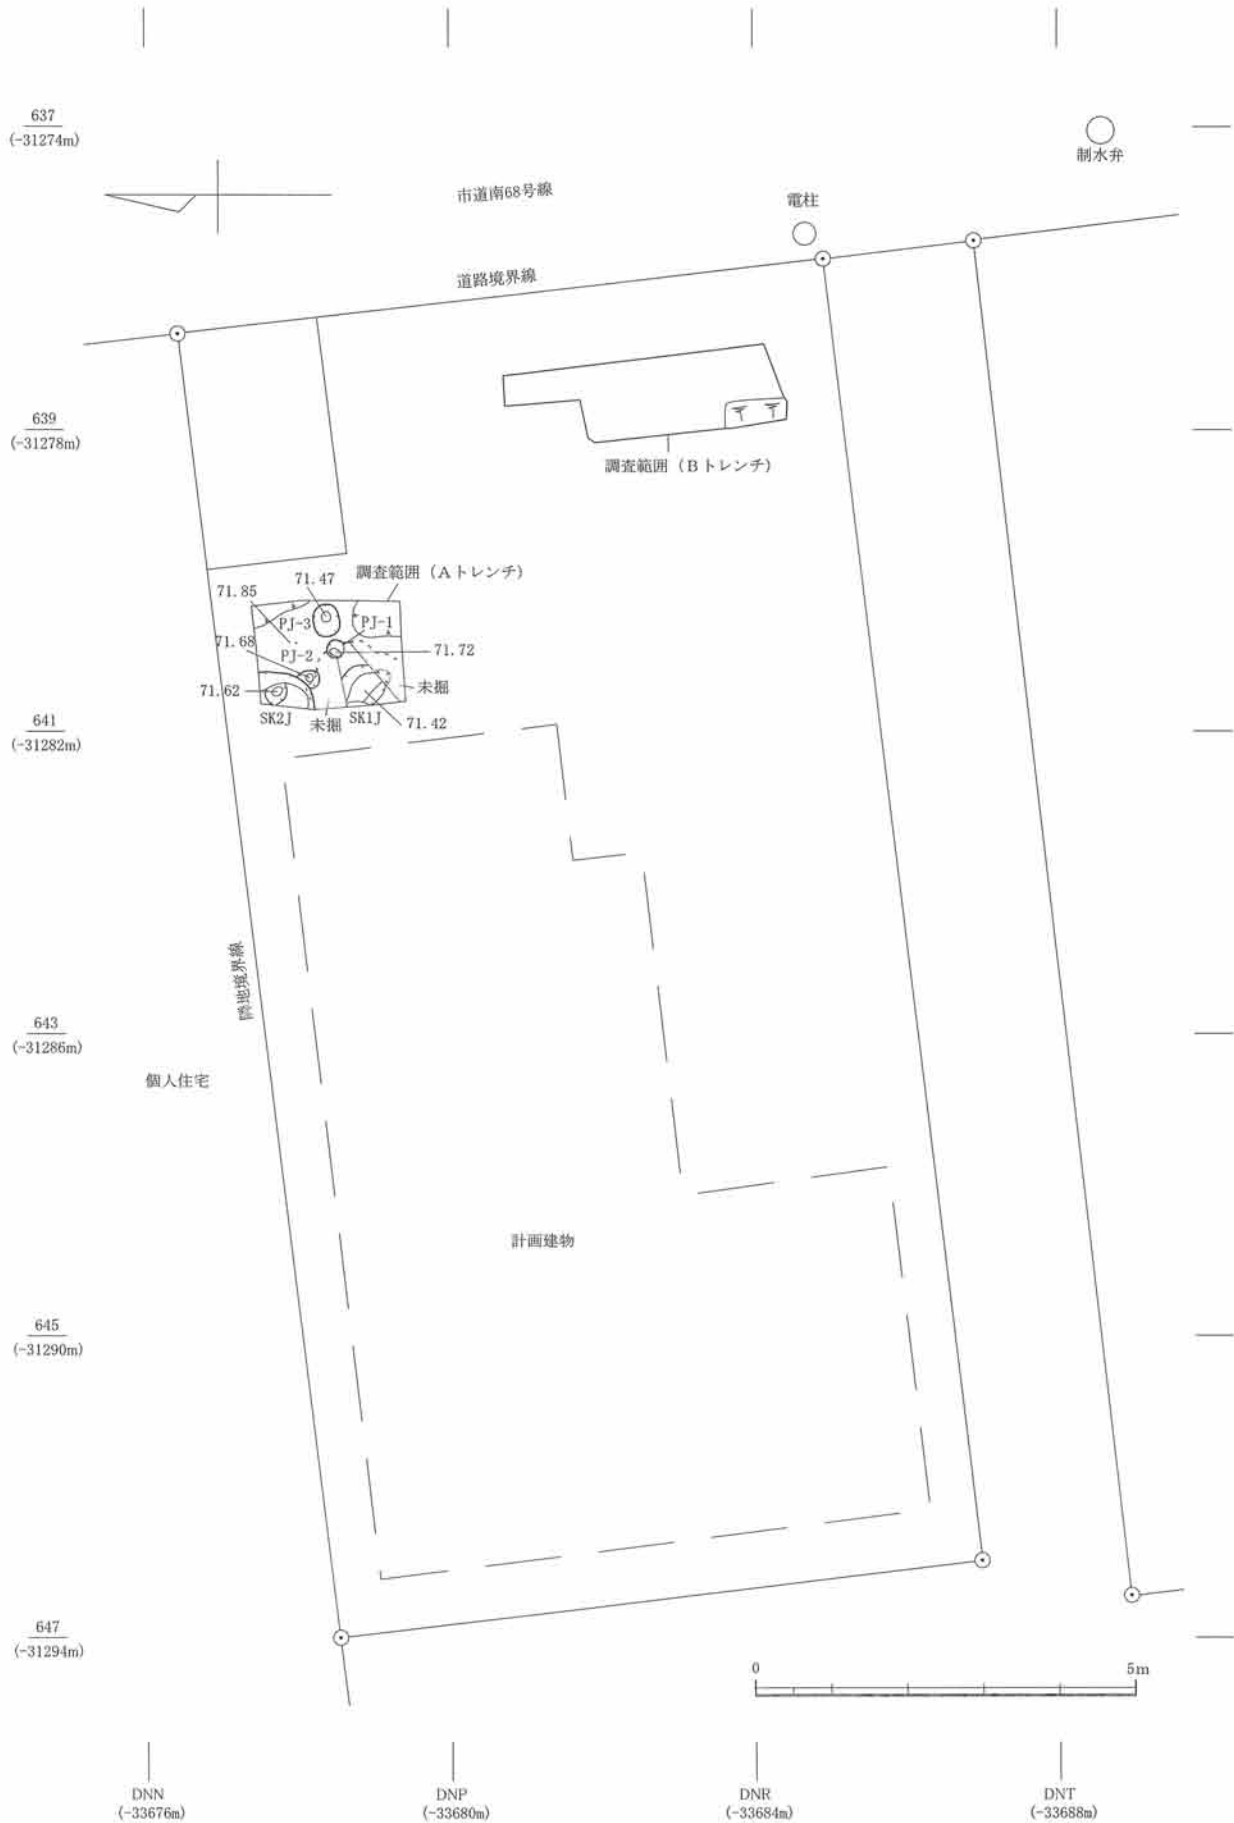 637
(-31274m)
制水弁
市道南68号線
電柱
道路境界線
639
(-31278m)
調査範囲（Bトレンチ）
調査範囲（Aトレンチ）
71.47
71.85
PJ-3
PJ-1
71.68
PJ-2
71.72
71.62
未掘
SK2J
未掘
SK1J
71.42
641
(-31282m)
隣地境界線
643
(-31286m)
個人住宅
計画建物
645
(-31290m)
647
(-31294m)
0
5m
DNN
(-33676m)
DNP
(-33680m)
DNR
(-33684m)
DNT
(-33688m)